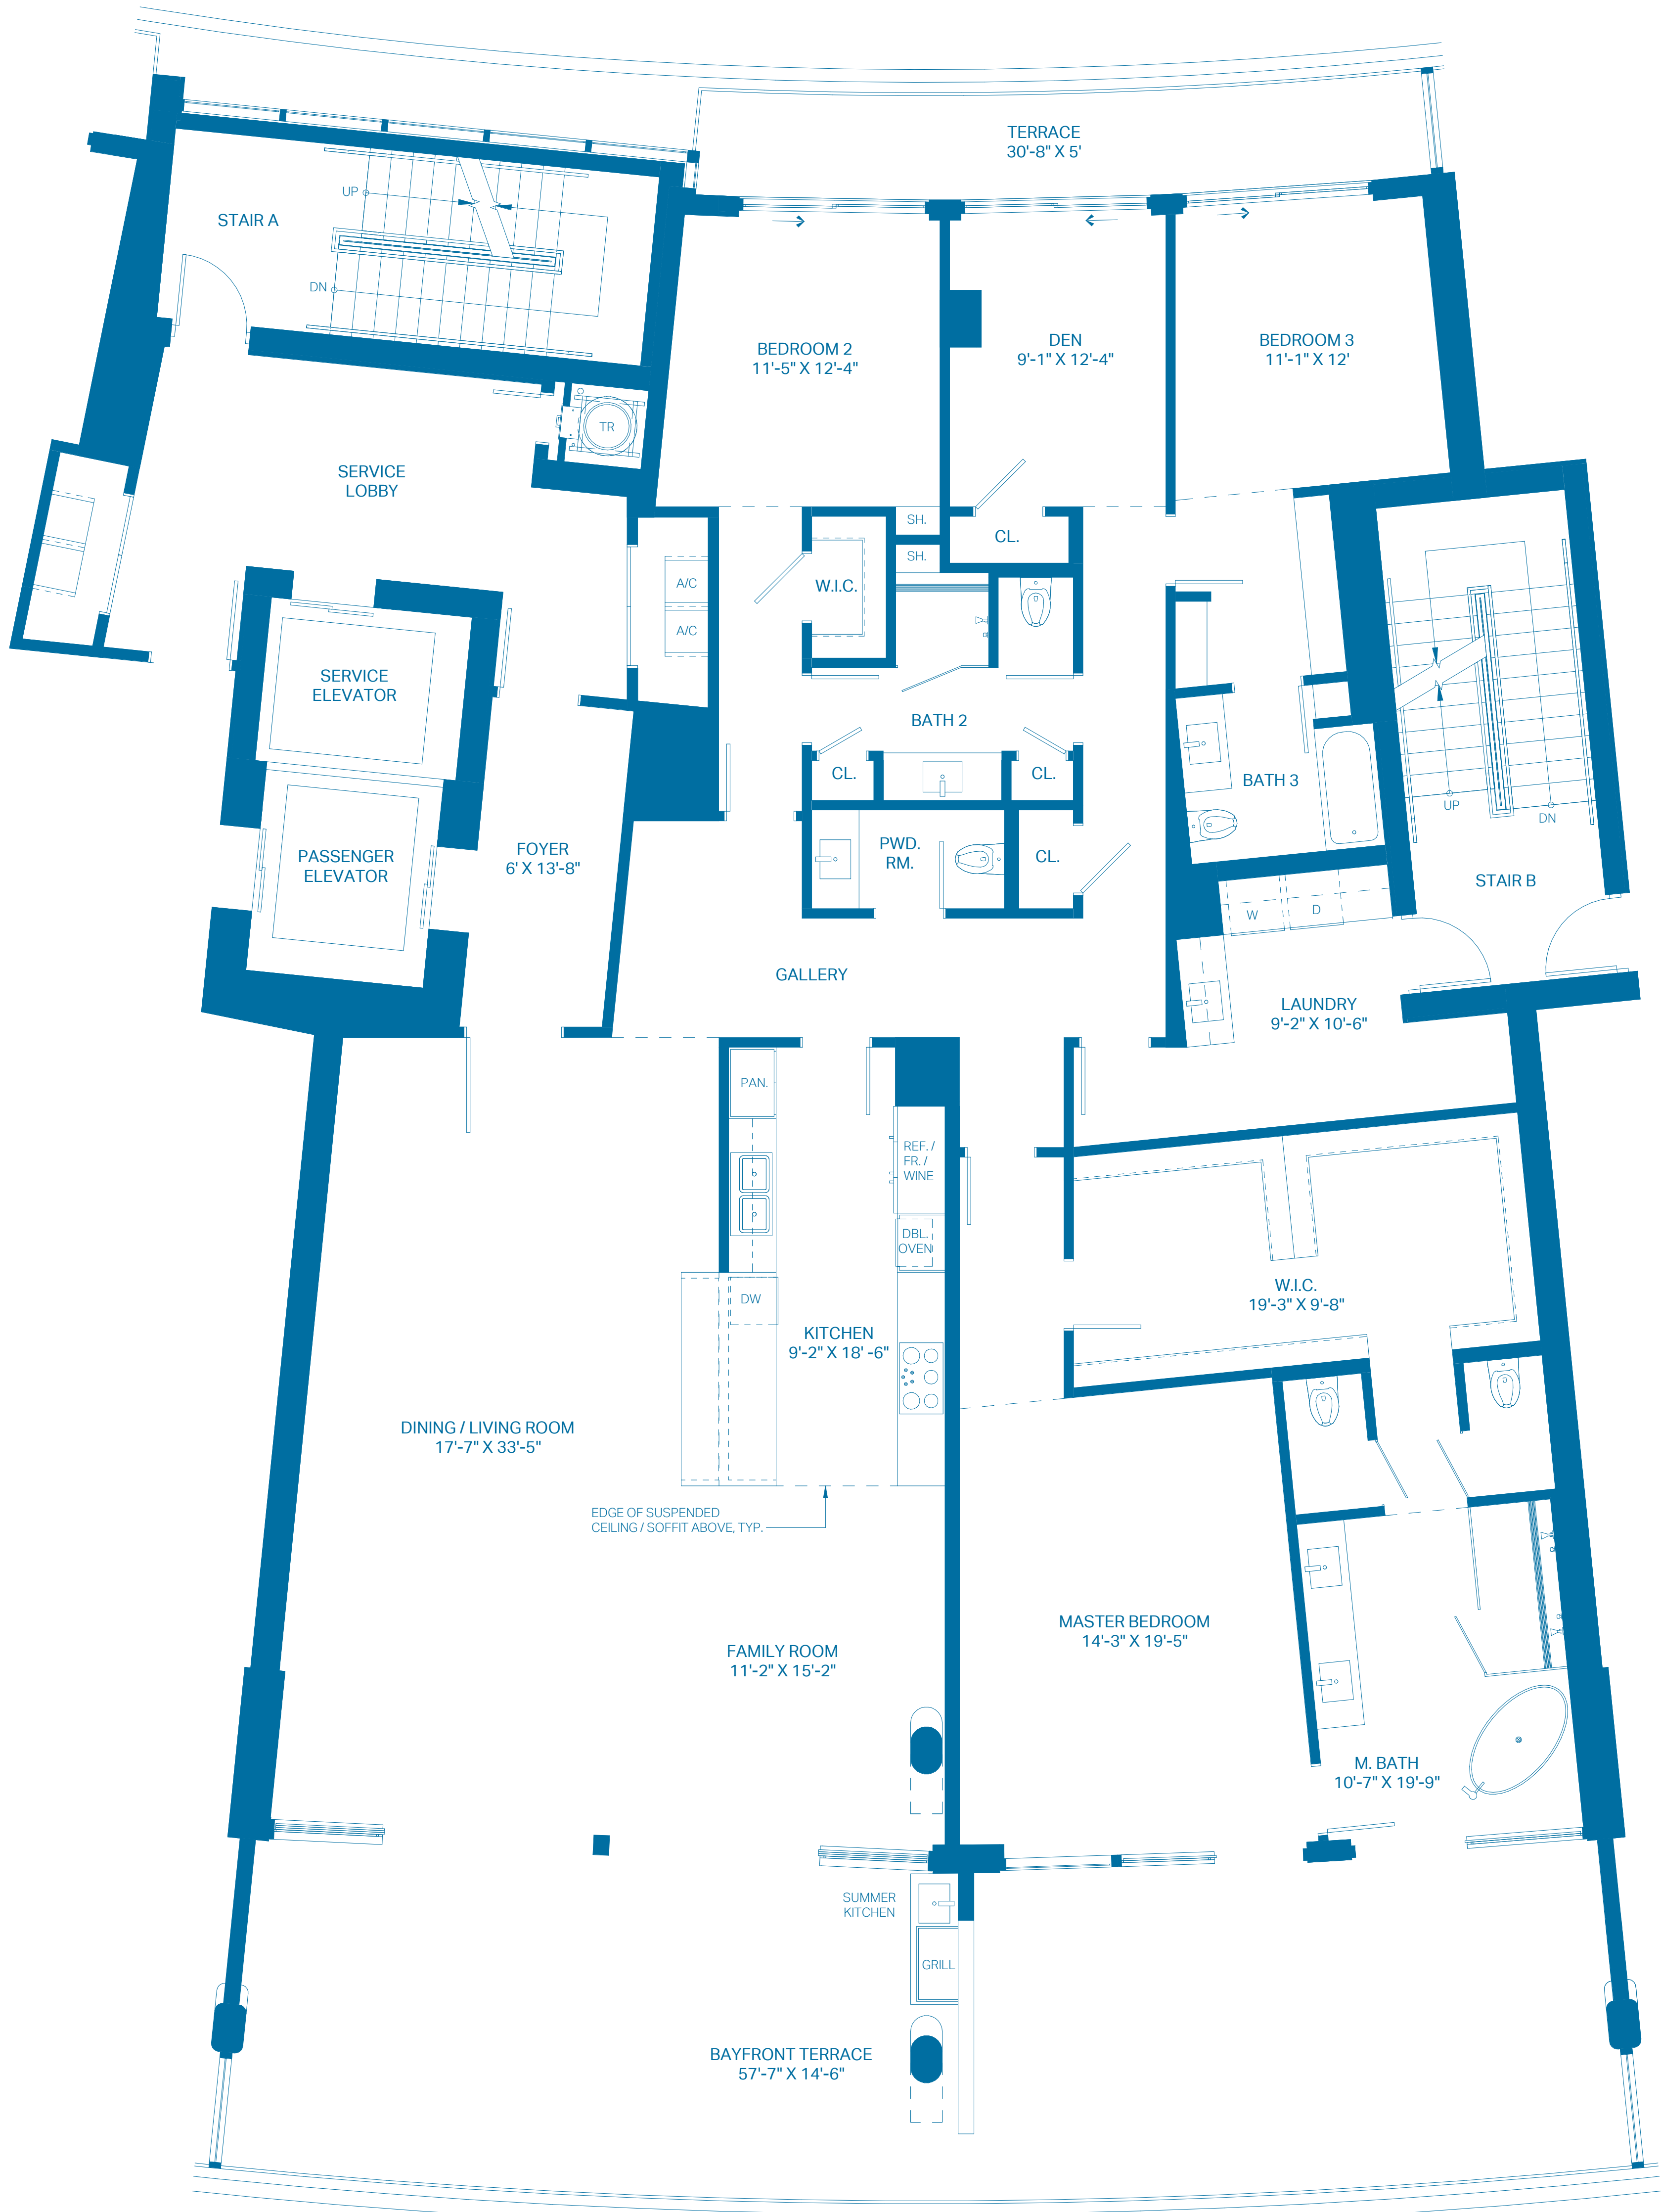 TERRACE
30'-8" X 5'
UP
STAIR A
DN
BEDROOM 2
11'-5" X 12'-4"
DEN
9'-1" X 12'-4"
BEDROOM 3
11'-1" X 12'
TR
SERVICE
LOBBY
SH.
SH.
CL.
A/C
A/C
W.I.C.
SERVICE
ELEVATOR
BATH 2
CL.
CL.
BATH 3
UP
DN
PASSENGER
ELEVATOR
FOYER
6' X 13'-8"
PWD.
RM.
CL.
STAIR B
W
D
GALLERY
LAUNDRY
9'-2" X 10'-6"
PAN.
REF. /
FR. /
WINE
DBL.
OVEN
DW
W.I.C.
19'-3" X 9'-8"
KITCHEN
9'-2" X 18' -6"
DINING / LIVING ROOM
17'-7" X 33'-5"
EDGE OF SUSPENDED
CEILING / SOFFIT ABOVE, TYP.
MASTER BEDROOM
14'-3" X 19'-5"
FAMILY ROOM
11'-2" X 15'-2"
M. BATH
10'-7" X 19'-9"
SUMMER
KITCHEN
GRILL
BAYFRONT TERRACE
57'-7" X 14'-6"